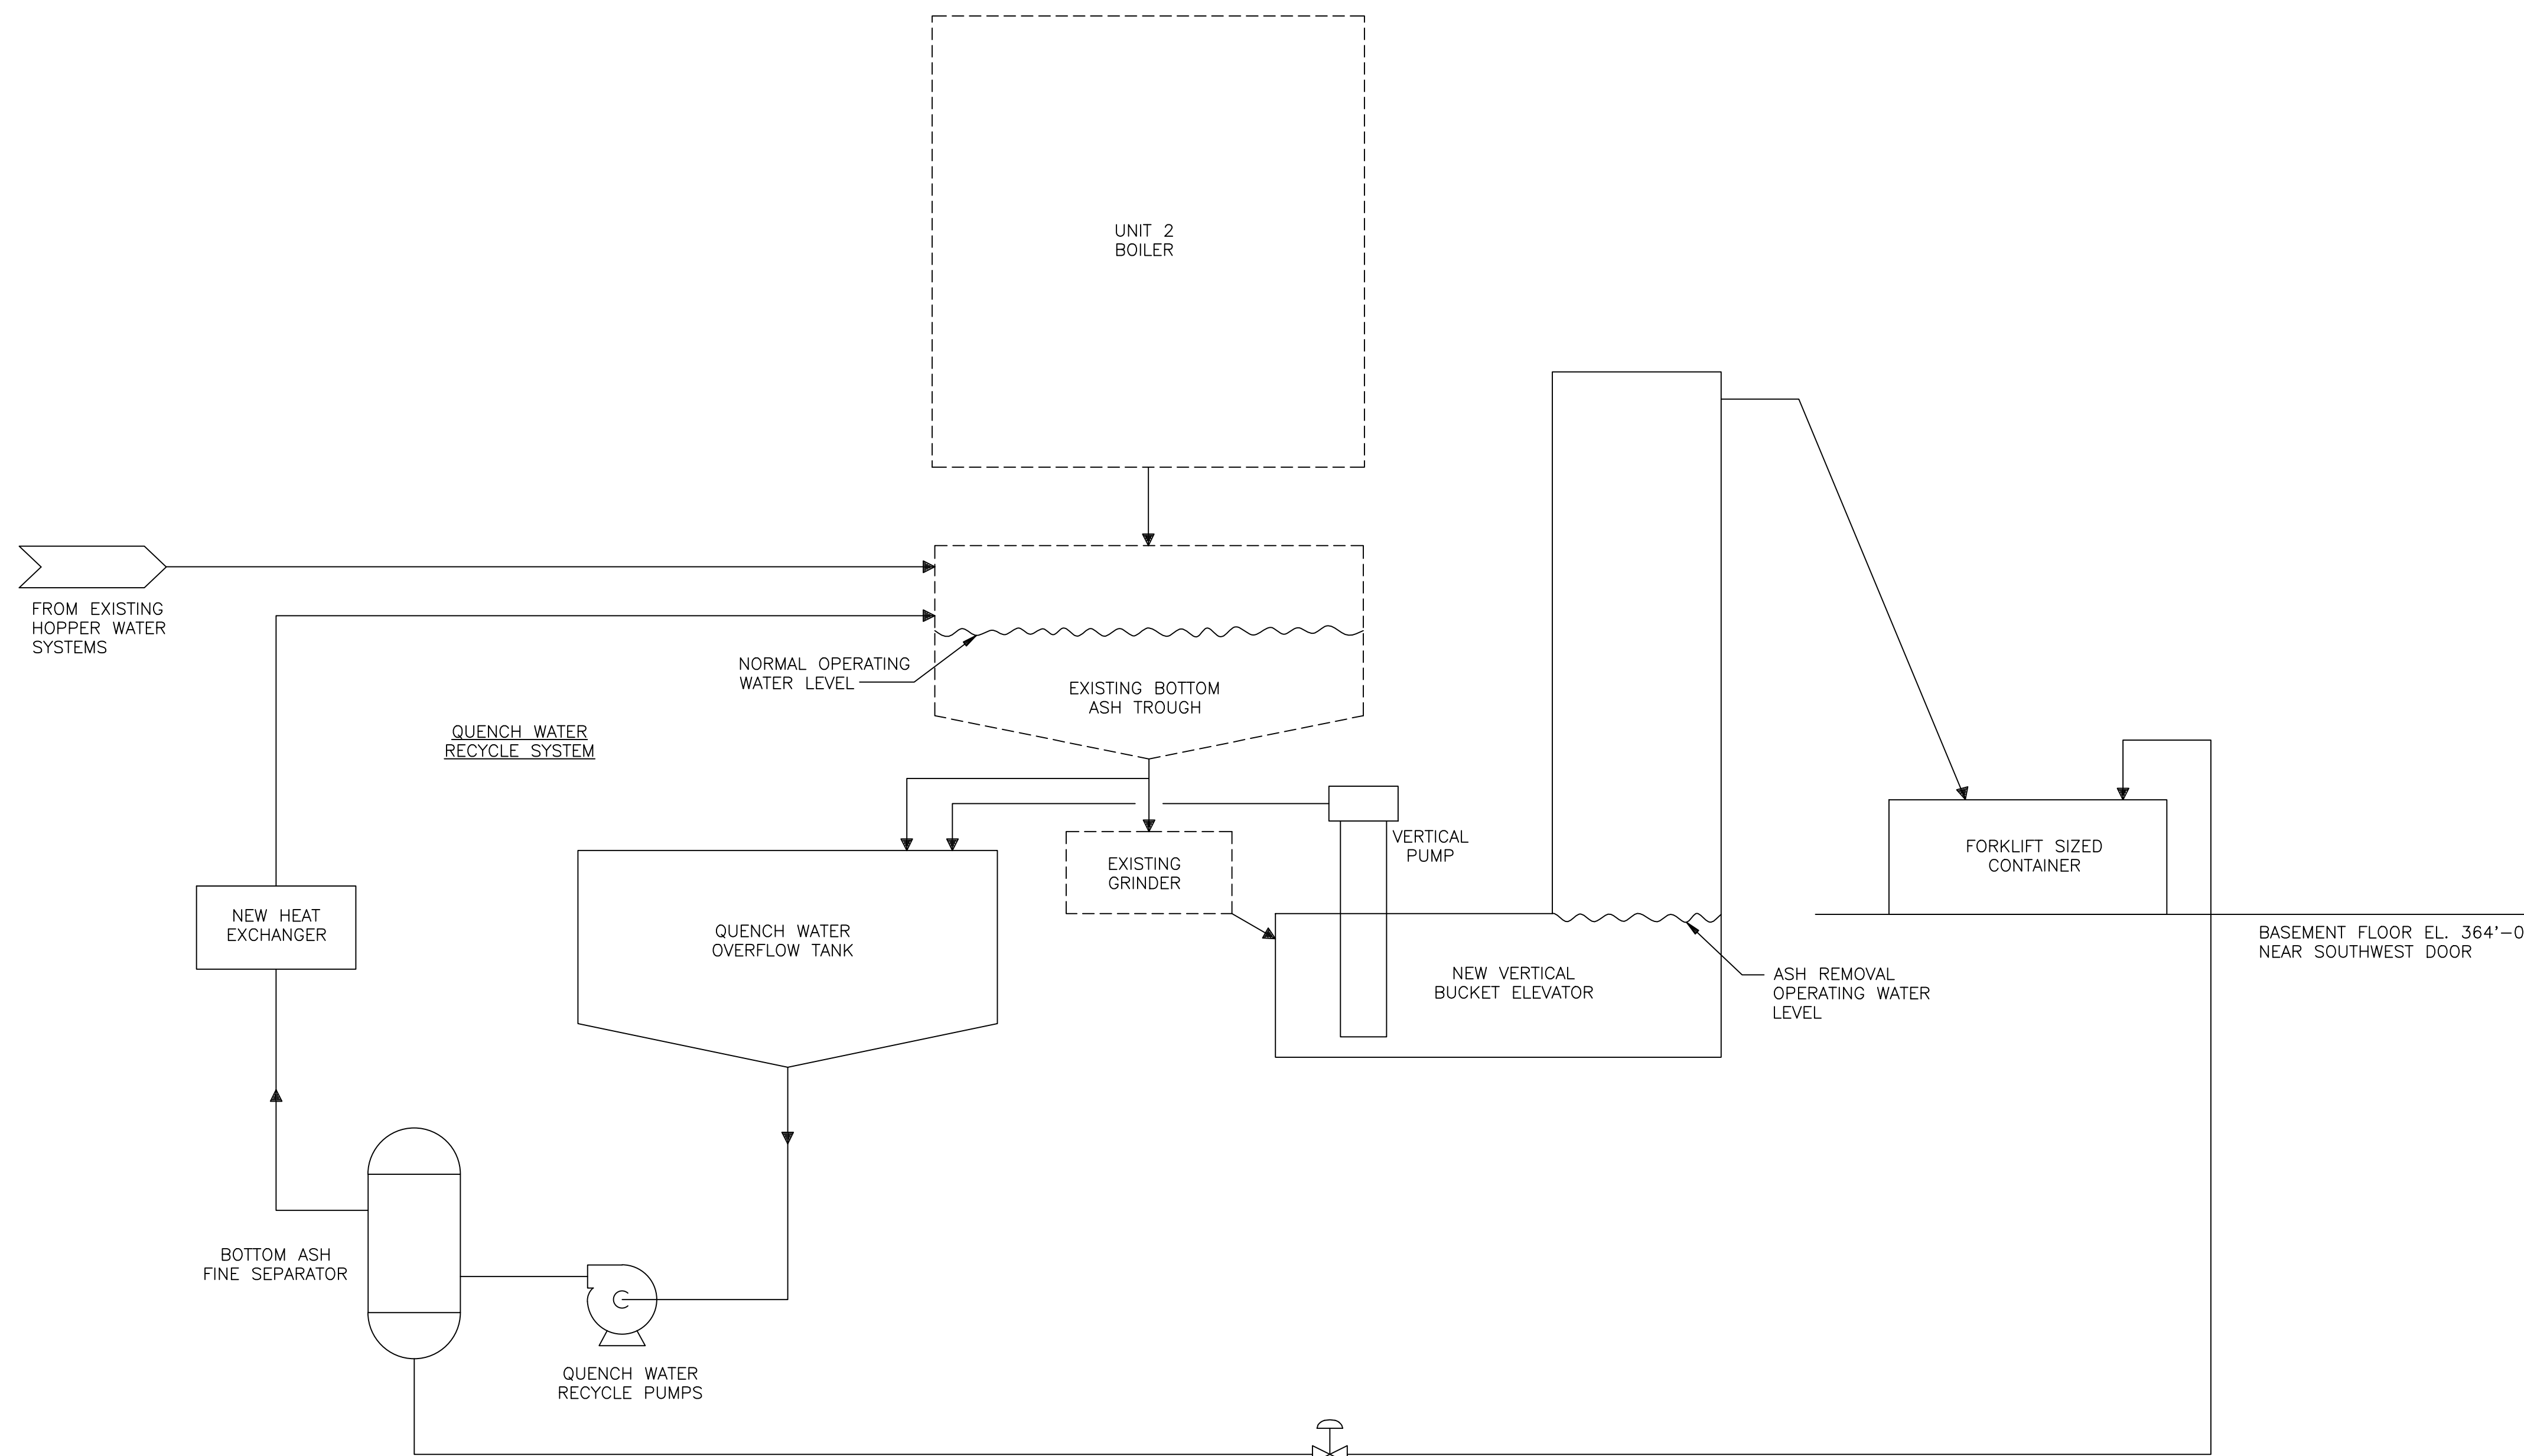 UNIT 2
BOILER
FROM EXISTING
HOPPER WATER
SYSTEMS
NORMAL OPERATING
WATER LEVEL
EXISTING BOTTOM
ASH TROUGH
QUENCH WATER
RECYCLE SYSTEM
VERTICAL
PUMP
EXISTING
GRINDER
FORKLIFT SIZED
CONTAINER
NEW HEAT
EXCHANGER
QUENCH WATER
OVERFLOW TANK
BASEMENT FLOOR EL. 364'-0
NEAR SOUTHWEST DOOR
NEW VERTICAL
BUCKET ELEVATOR
ASH REMOVAL
OPERATING WATER
LEVEL
BOTTOM ASH
FINE SEPARATOR
QUENCH WATER
RECYCLE PUMPS